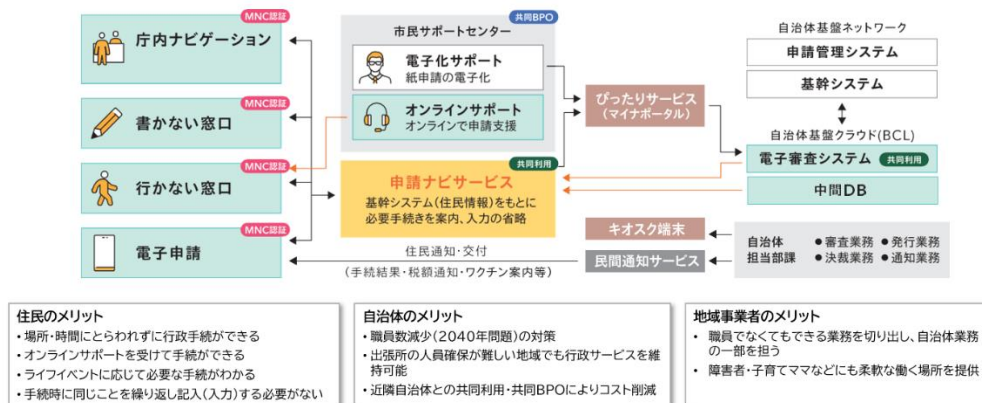 MNC認証
庁内ナビゲーション
MNC認証
書かない窓口
MNC認証
行かない窓口
MNC認証
電子申請
共同BPO
市民サポートセンター
電子化サポート
紙申請の電子化
オンラインサポート
オンラインで申請支援
共同利用
申請ナビサービス
基幹システム(住民情報)をもとに
必要手続きを案内、入力の省略
住民通知・交付
(手続結果・税額通知・ワクチン案内等)
ぴったりサービス
(マイナポータル)
キオスク端末
民間通知サービス
自治体基盤ネットワーク
申請管理システム
基幹システム
自治体基盤クラウド(BCL)
電子審査システム 共同利用
中間DB
自治体 ●審査業務 ●発行業務
担当部課 ●決裁業務 ●通知業務
住民のメリット
・場所・時間にとらわれずに行政手続ができる
・オンラインサポートを受けて手続ができる
・ライフイベントに応じて必要な手続がわかる
・手続時に同じことを繰り返し記入(入力)する必要がない
自治体のメリット
・職員数減少(2040年問題)の対策
・出張所の人員確保が難しい地域でも行政サービスを維
持可能
・近隣自治体との共同利用・共同BPOによりコスト削減
地域事業者のメリット
・ 職員でなくてもできる業務を切り出し、自治体業務
の一部を担う
・ 障害者・子育てママなどにも柔軟な働く場所を提供